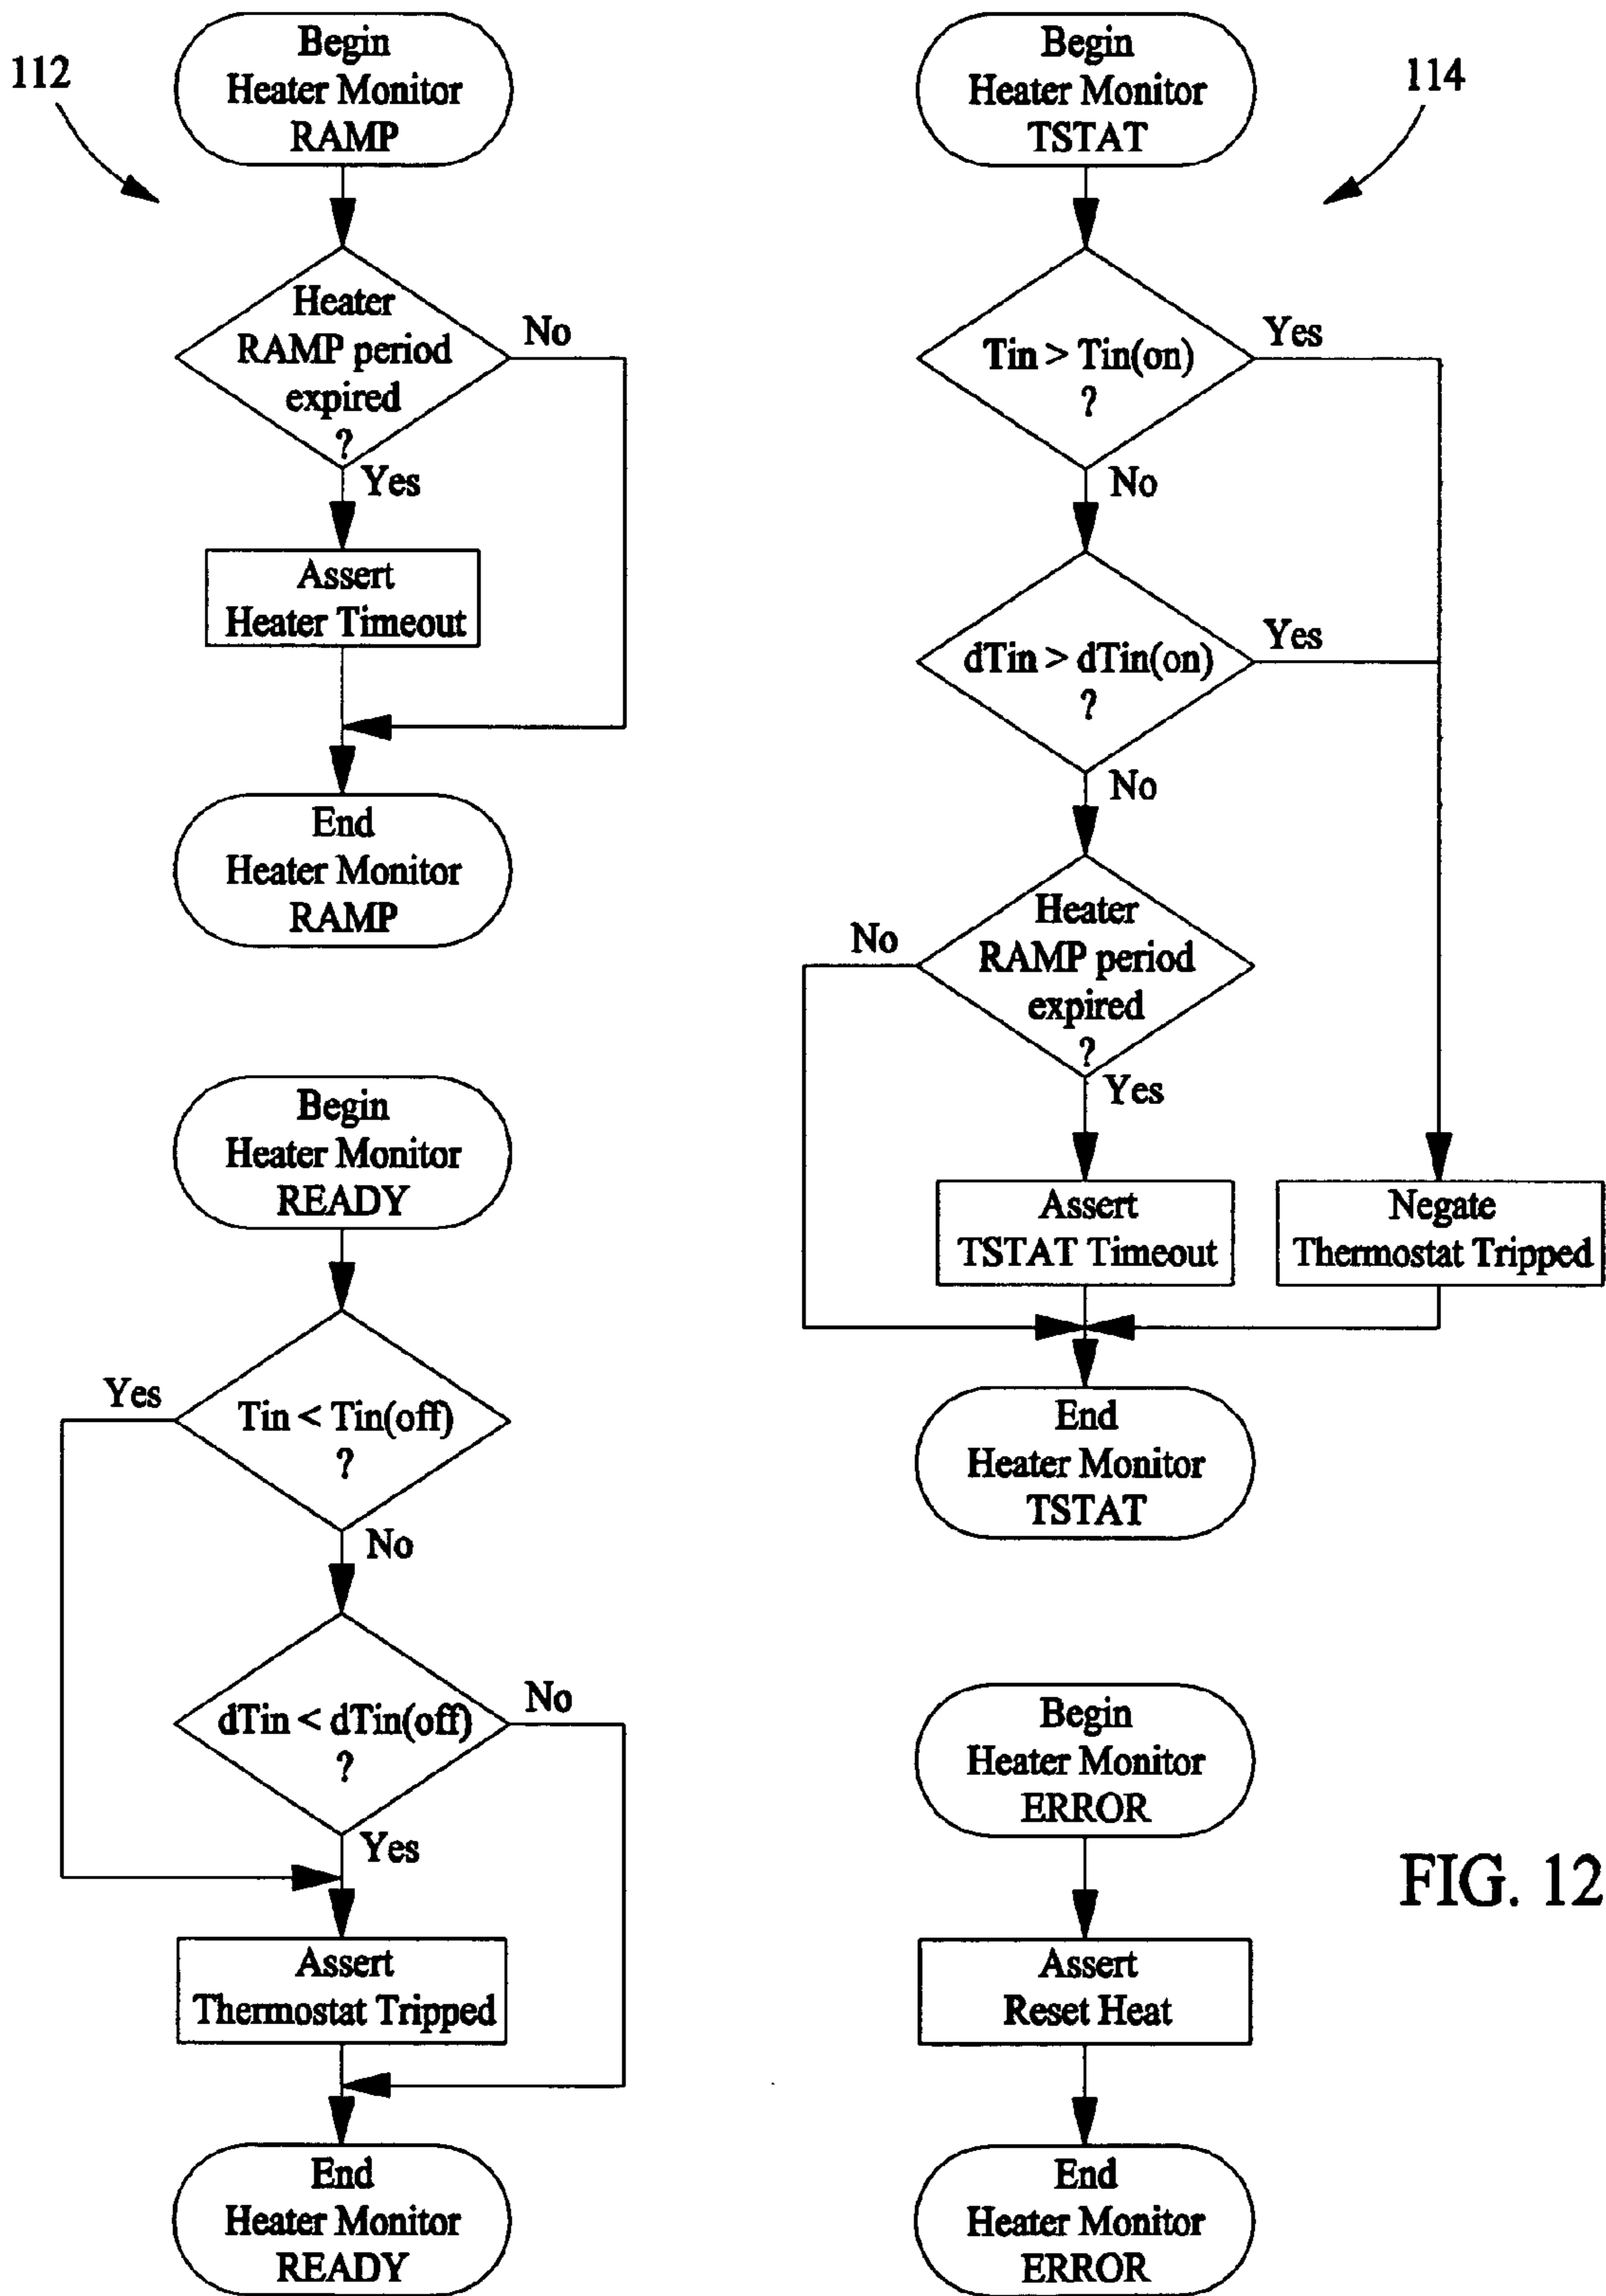 112
Begin
Heater Monitor
RAMP
Heater
RAMP period
expired
?
No
Yes
Assert
Heater Timeout
End
Heater Monitor
RAMP
Begin
Heater Monitor
READY
Tin < Tin(off)
?
Yes
No
dTin < dTin(off)
?
No
Yes
Assert
Thermostat Tripped
End
Heater Monitor
READY
114
Begin
Heater Monitor
TSTAT
Tin > Tin(on)
?
Yes
No
dTin > dTin(on)
?
Yes
No
Heater
RAMP period
expired
?
No
Yes
Assert
TSTAT Timeout
Negate
Thermostat Tripped
End
Heater Monitor
TSTAT
Begin
Heater Monitor
ERROR
Assert
Reset Heat
End
Heater Monitor
ERROR
FIG. 12